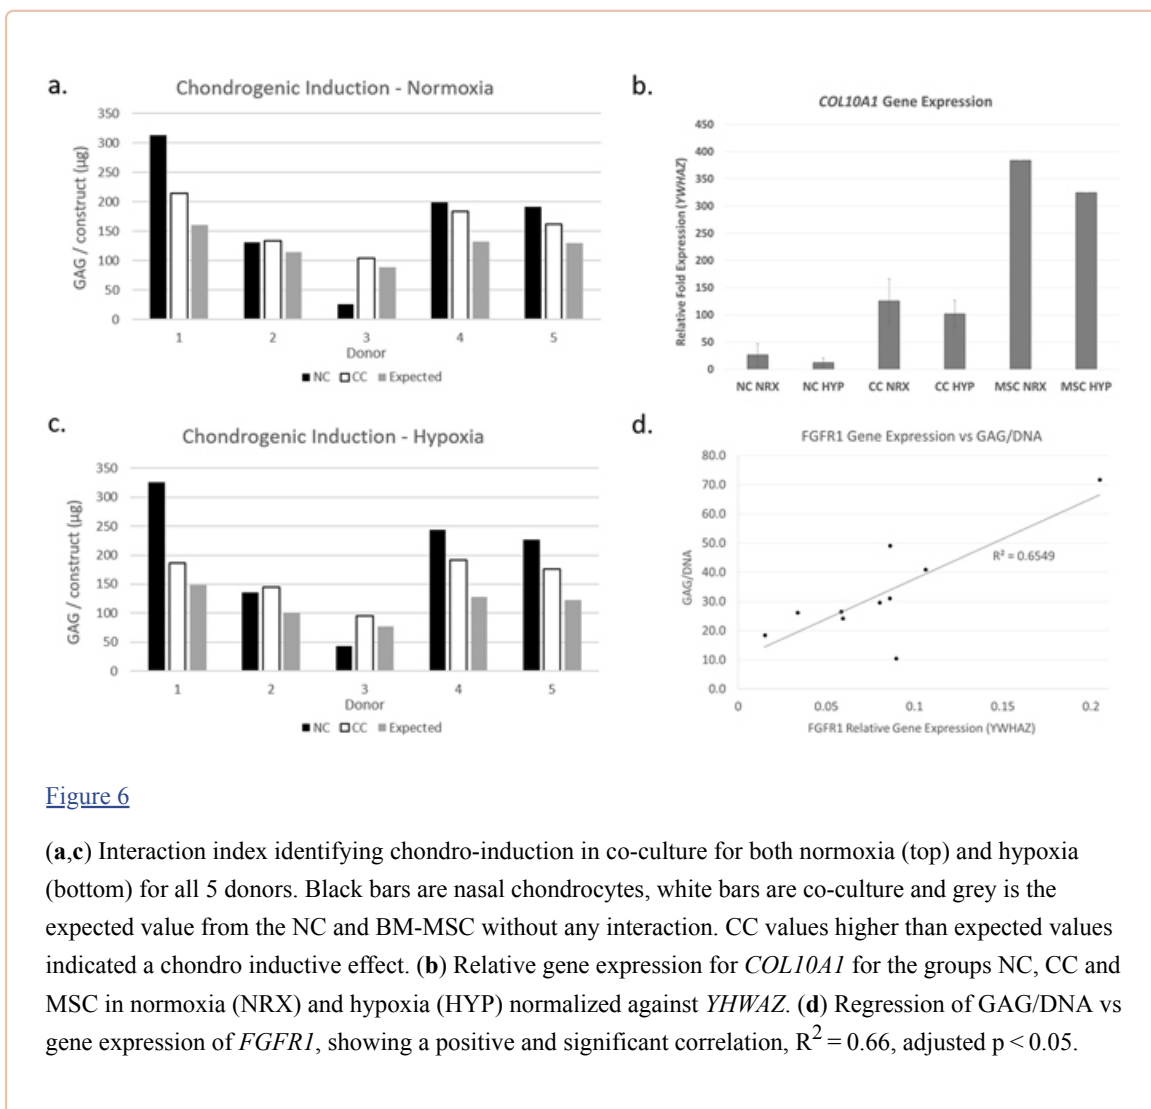 a.
Chondrogenic Induction - Normoxia
GAG / construct (µg)
350
300
250
200
150
100
50
0
1 2 3 4 5
Donor
■ NC □ CC ■ Expected
b.
COL10A1 Gene Expression
Relative Fold Expression (YWHAZ)
450
400
350
300
250
200
150
100
50
0
NC NRX NC HYP CC NRX CC HYP MSC NRX MSC HYP
c.
Chondrogenic Induction - Hypoxia
GAG / construct (µg)
350
300
250
200
150
100
50
0
1 2 3 4 5
Donor
■ NC □ CC ■ Expected
d.
FGFR1 Gene Expression vs GAG/DNA
GAG/DNA
80.0
70.0
60.0
50.0
40.0
30.0
20.0
10.0
0.0
R² = 0.6549
0 0.05 0.1 0.15 0.2
FGFR1 Relative Gene Expression (YWHAZ)
Figure 6
(a,c) Interaction index identifying chondro-induction in co-culture for both normoxia (top) and hypoxia
(bottom) for all 5 donors. Black bars are nasal chondrocytes, white bars are co-culture and grey is the
expected value from the NC and BM-MSC without any interaction. CC values higher than expected values
indicated a chondro inductive effect. (b) Relative gene expression for COL10A1 for the groups NC, CC and
MSC in normoxia (NRX) and hypoxia (HYP) normalized against YHWAZ. (d) Regression of GAG/DNA vs
gene expression of FGFR1, showing a positive and significant correlation, R² = 0.66, adjusted p < 0.05.